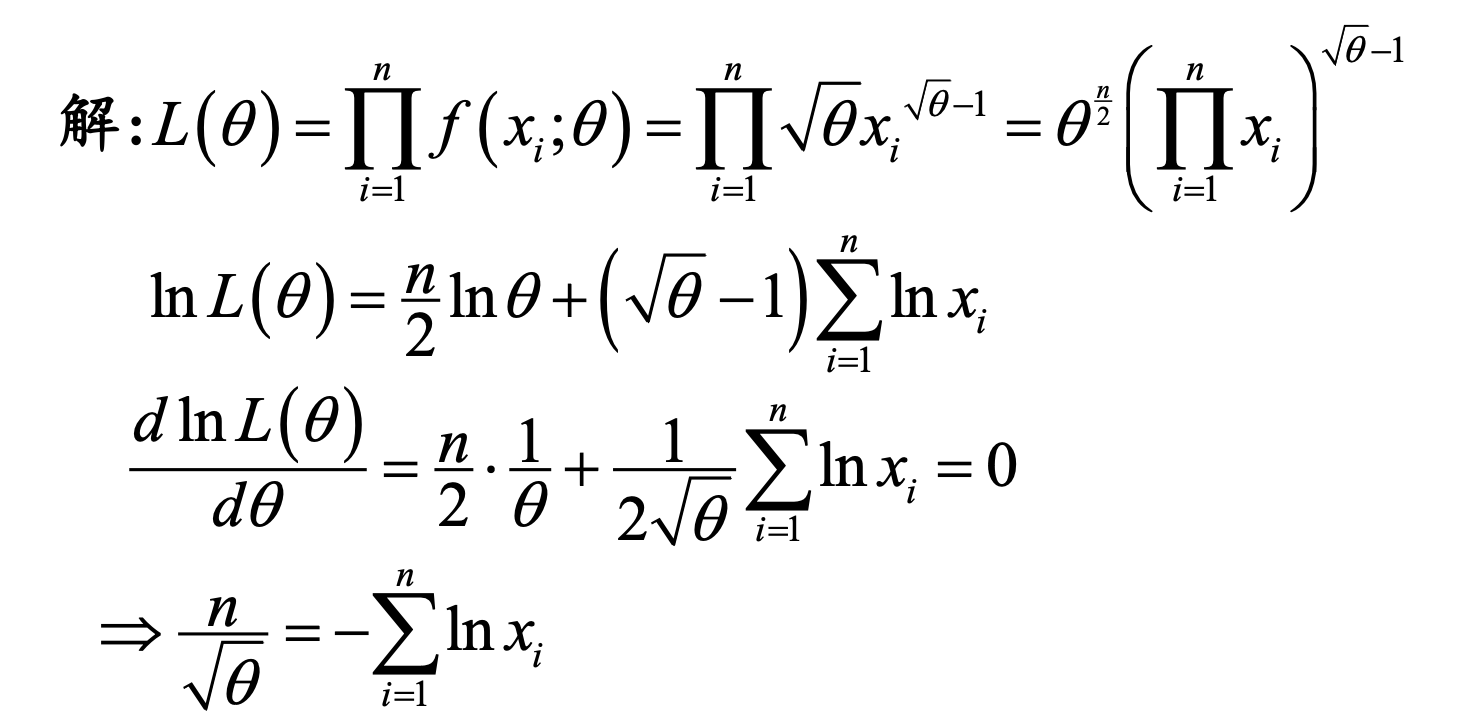 解:L(θ) = ∏_{i=1}^{n} f(x_i;θ) = ∏_{i=1}^{n} √θ x_i^{√θ−1} = θ^{n/2} (∏_{i=1}^{n} x_i)^{√θ−1}
ln L(θ) = n/2 ln θ + (√θ − 1) ∑_{i=1}^{n} ln x_i
d ln L(θ)/dθ = n/2 · 1/θ + 1/(2√θ) ∑_{i=1}^{n} ln x_i = 0
⇒ n/√θ = −∑_{i=1}^{n} ln x_i